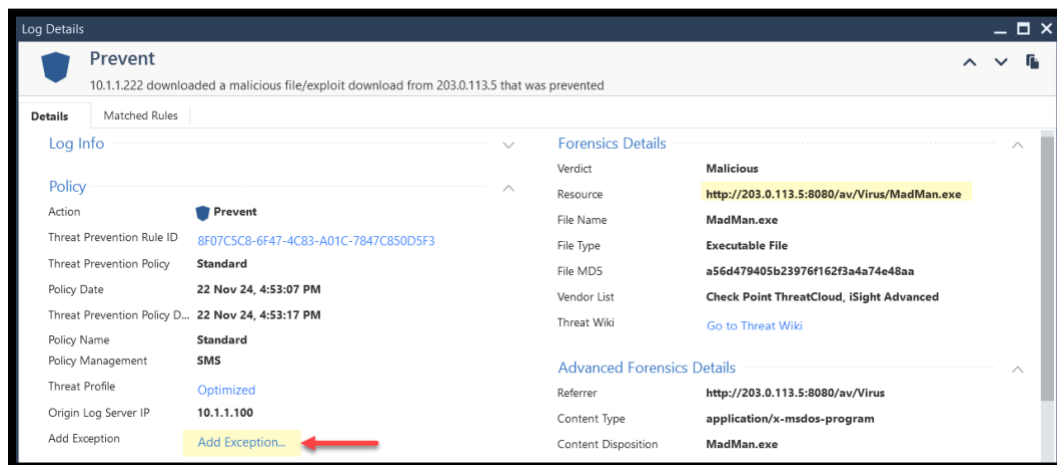 Log Details
Prevent
10.1.1.222 downloaded a malicious file/exploit download from 203.0.113.5 that was prevented
Details Matched Rules
Log Info
Policy
Action Prevent
Threat Prevention Rule ID 8F07C5C8-6F47-4C83-A01C-7847C850D5F3
Threat Prevention Policy Standard
Policy Date 22 Nov 24, 4:53:07 PM
Threat Prevention Policy D... 22 Nov 24, 4:53:17 PM
Policy Name Standard
Policy Management SMS
Threat Profile Optimized
Origin Log Server IP 10.1.1.100
Add Exception Add Exception...
Forensics Details
Verdict Malicious
Resource http://203.0.113.5:8080/av/Virus/MadMan.exe
File Name MadMan.exe
File Type Executable File
File MD5 a56d479405b23976f162f3a4a74e48aa
Vendor List Check Point ThreatCloud, iSight Advanced
Threat Wiki Go to Threat Wiki
Advanced Forensics Details
Referrer http://203.0.113.5:8080/av/Virus
Content Type application/x-msdos-program
Content Disposition MadMan.exe